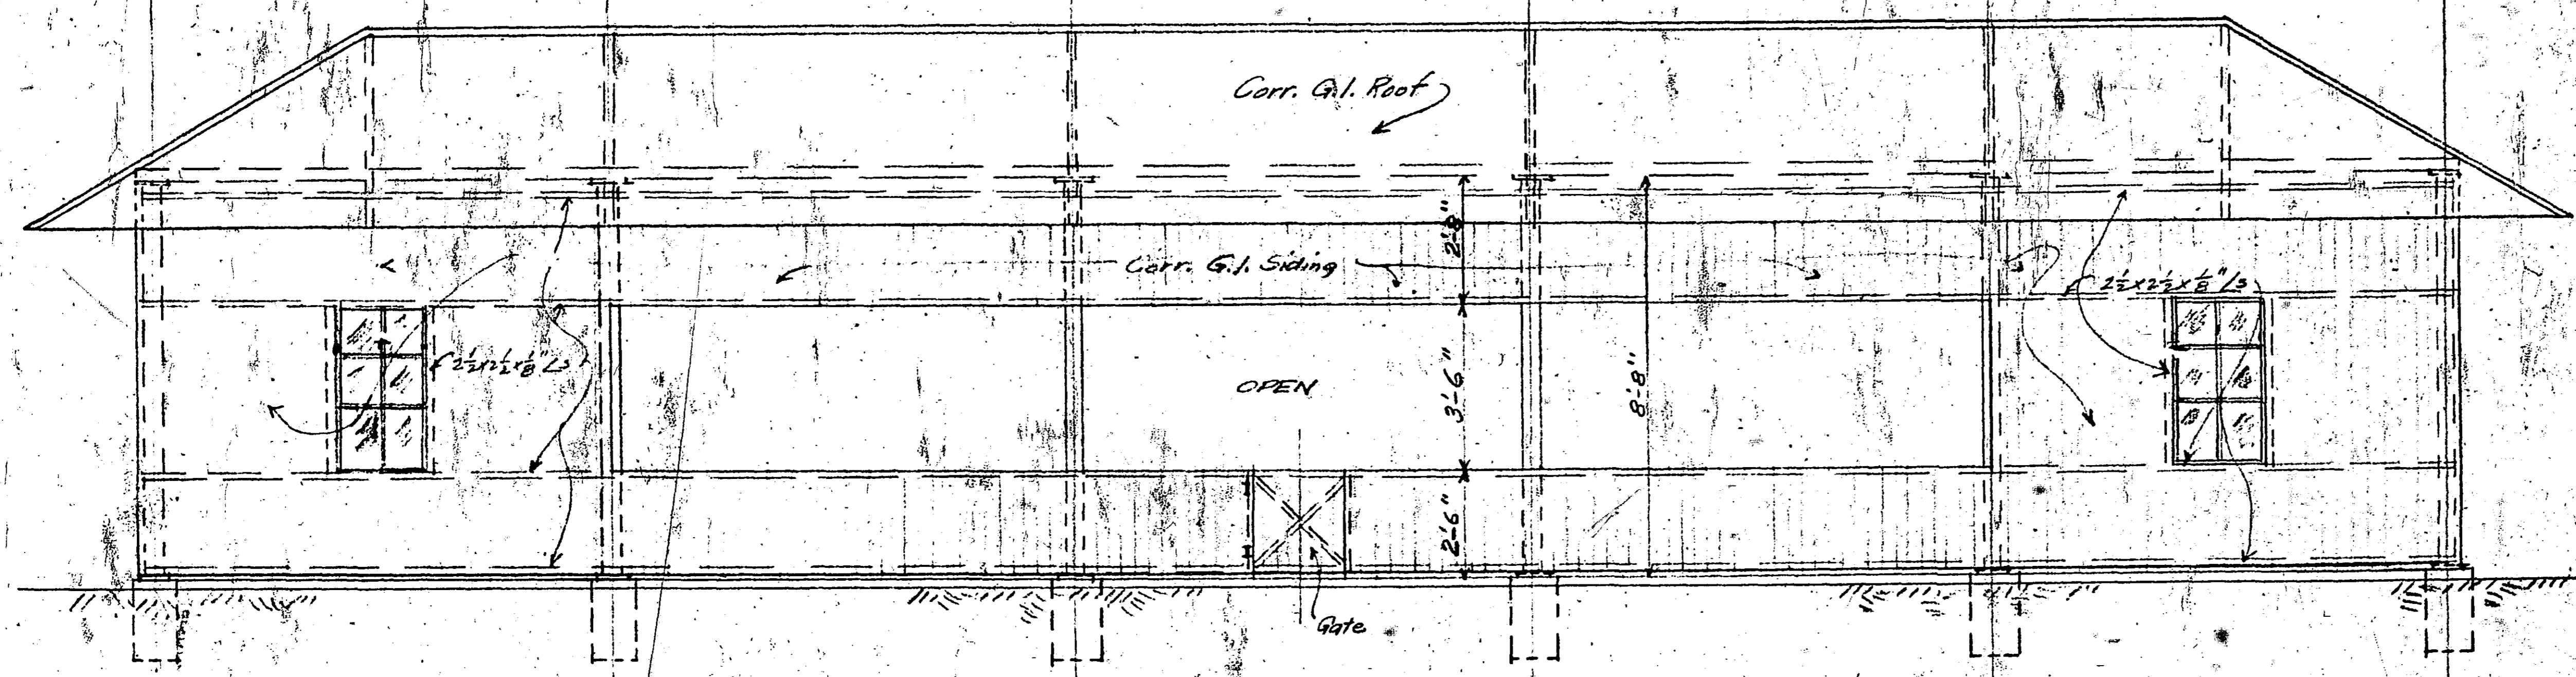 Corr. G.I. Roof
2'-8"
Corr. G.I. Siding
2½x2½x⅛" ∠s
2½x2½x⅛" ∠s
OPEN
3'-6"
8'-8"
2'-6"
Gate